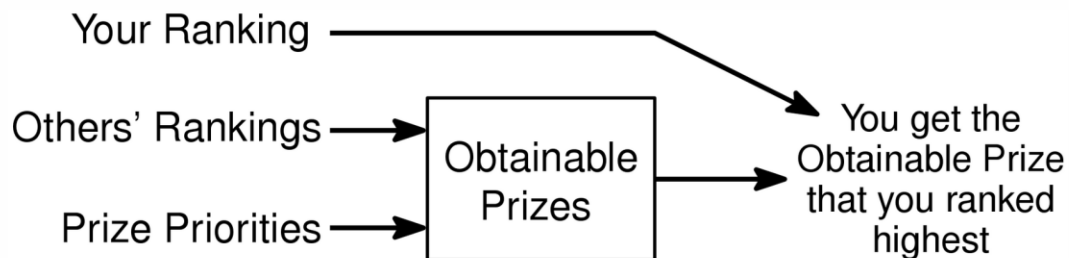 Your Ranking
Others' Rankings
Prize Priorities
Obtainable
Prizes
You get the
Obtainable Prize
that you ranked
highest